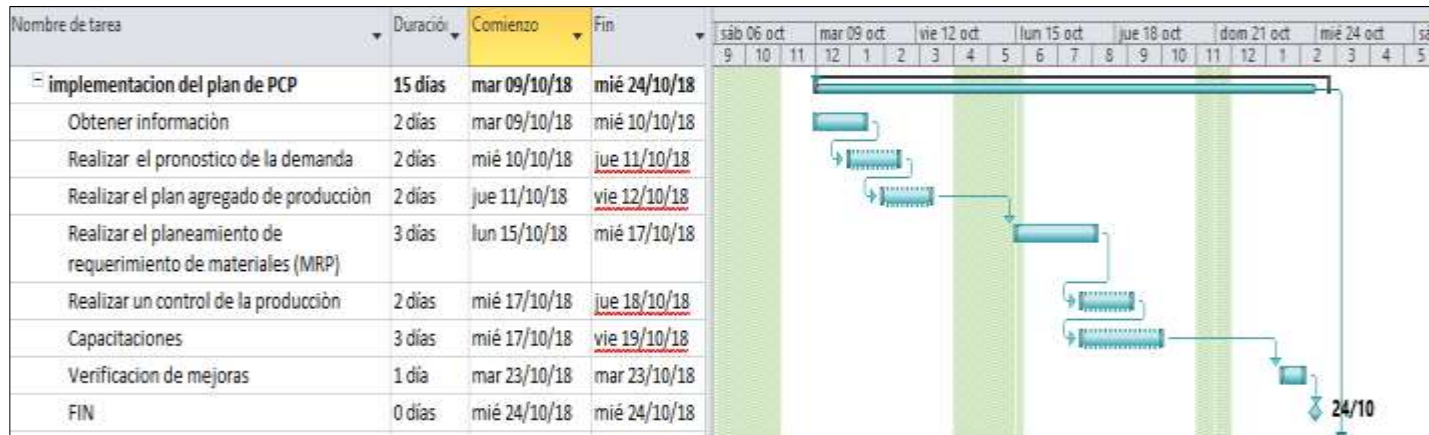 Nombre de tarea Duración Comienzo Fin sáb 06 oct mar 09 oct vie 12 oct lun 15 oct jue 18 oct dom 21 oct mié 24 oct
9 10 11 12 1 2 3 4 5 6 7 8 9 10 11 12 1 2 3 4 5
implementacion del plan de PCP 15 días mar 09/10/18 mié 24/10/18
Obtener informaciòn 2 días mar 09/10/18 mié 10/10/18
Realizar el pronostico de la demanda 2 días mié 10/10/18 jue 11/10/18
Realizar el plan agregado de producciòn 2 días jue 11/10/18 vie 12/10/18
Realizar el planeamiento de 3 días lun 15/10/18 mié 17/10/18
requerimiento de materiales (MRP)
Realizar un control de la producciòn 2 días mié 17/10/18 jue 18/10/18
Capacitaciones 3 días mié 17/10/18 vie 19/10/18
Verificacion de mejoras 1 día mar 23/10/18 mar 23/10/18
FIN 0 días mié 24/10/18 mié 24/10/18 24/10